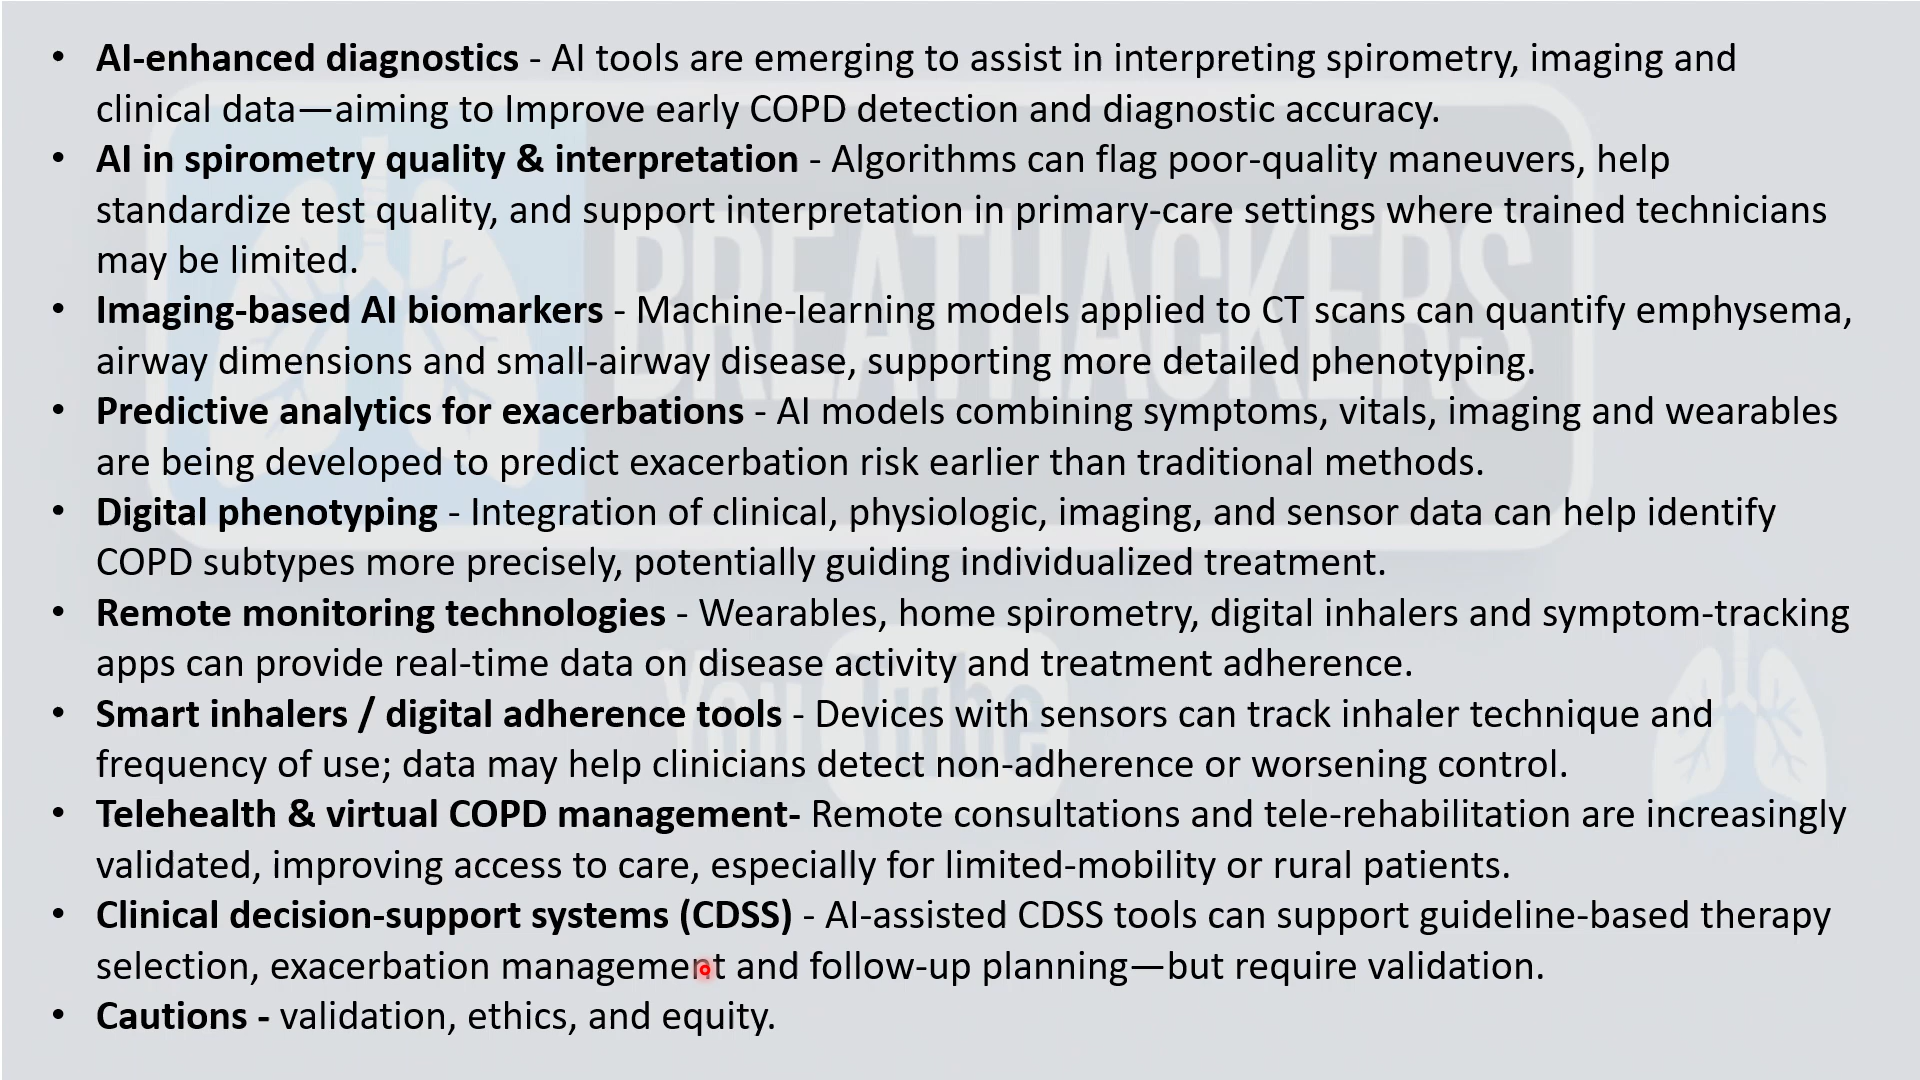 • AI-enhanced diagnostics - AI tools are emerging to assist in interpreting spirometry, imaging and
clinical data—aiming to Improve early COPD detection and diagnostic accuracy.
• AI in spirometry quality & interpretation - Algorithms can flag poor-quality maneuvers, help
standardize test quality, and support interpretation in primary-care settings where trained technicians
may be limited.
• Imaging-based AI biomarkers - Machine-learning models applied to CT scans can quantify emphysema,
airway dimensions and small-airway disease, supporting more detailed phenotyping.
• Predictive analytics for exacerbations - AI models combining symptoms, vitals, imaging and wearables
are being developed to predict exacerbation risk earlier than traditional methods.
• Digital phenotyping - Integration of clinical, physiologic, imaging, and sensor data can help identify
COPD subtypes more precisely, potentially guiding individualized treatment.
• Remote monitoring technologies - Wearables, home spirometry, digital inhalers and symptom-tracking
apps can provide real-time data on disease activity and treatment adherence.
• Smart inhalers / digital adherence tools - Devices with sensors can track inhaler technique and
frequency of use; data may help clinicians detect non-adherence or worsening control.
• Telehealth & virtual COPD management- Remote consultations and tele-rehabilitation are increasingly
validated, improving access to care, especially for limited-mobility or rural patients.
• Clinical decision-support systems (CDSS) - AI-assisted CDSS tools can support guideline-based therapy
selection, exacerbation management and follow-up planning—but require validation.
• Cautions - validation, ethics, and equity.
BREATHACKERS
YouTube